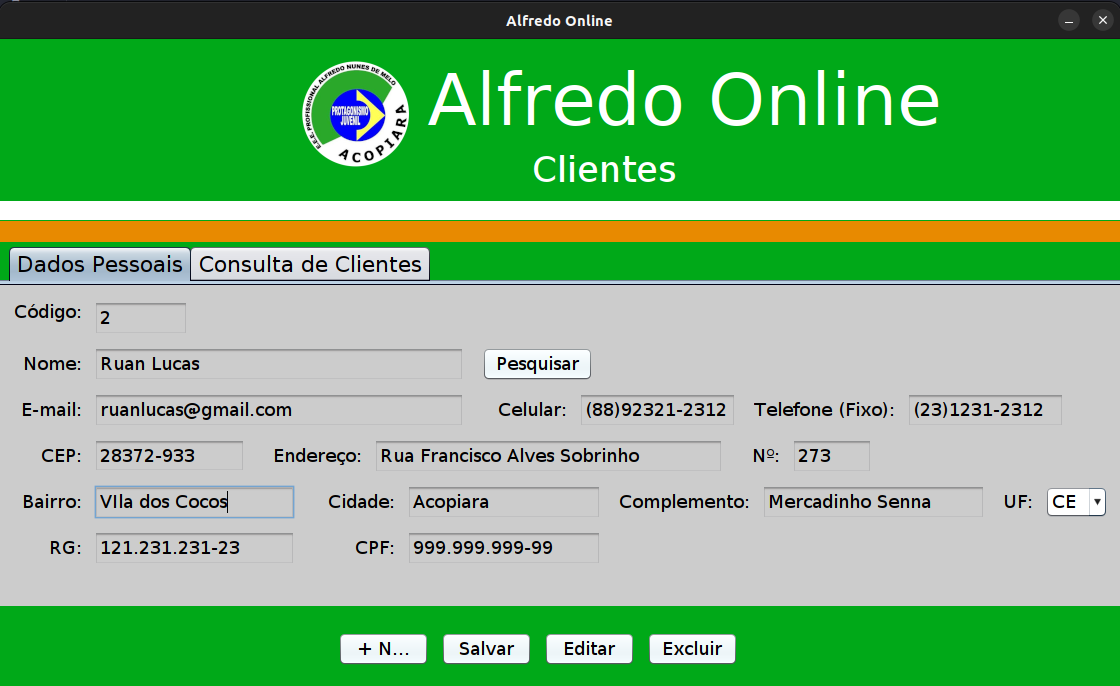 Alfredo Online
E.E.E. PROFISSIONAL ALFREDO NUNES DE MELO
PROTAGONISMO
JUVENIL
ACOPIARA
Alfredo Online
Clientes
Dados Pessoais Consulta de Clientes
Código: 2
Nome: Ruan Lucas Pesquisar
E-mail: ruanlucas@gmail.com Celular: (88)92321-2312 Telefone (Fixo): (23)1231-2312
CEP: 28372-933 Endereço: Rua Francisco Alves Sobrinho Nº: 273
Bairro: VIla dos Cocos Cidade: Acopiara Complemento: Mercadinho Senna UF: CE
RG: 121.231.231-23 CPF: 999.999.999-99
+ N... Salvar Editar Excluir